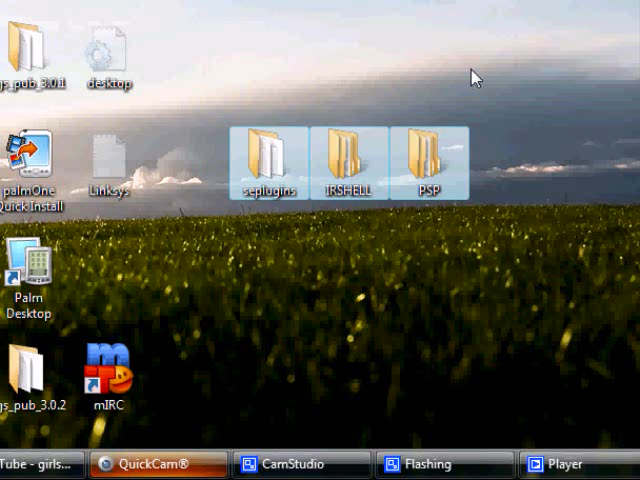 gs_pub_3.0.1
desktop
palmOne
Quick Install
Linksys
seplugins
IRSHELL
PSP
Palm
Desktop
gs_pub_3.0.2
mIRC
Tube - girls...
QuickCam®
CamStudio
Flashing
Player